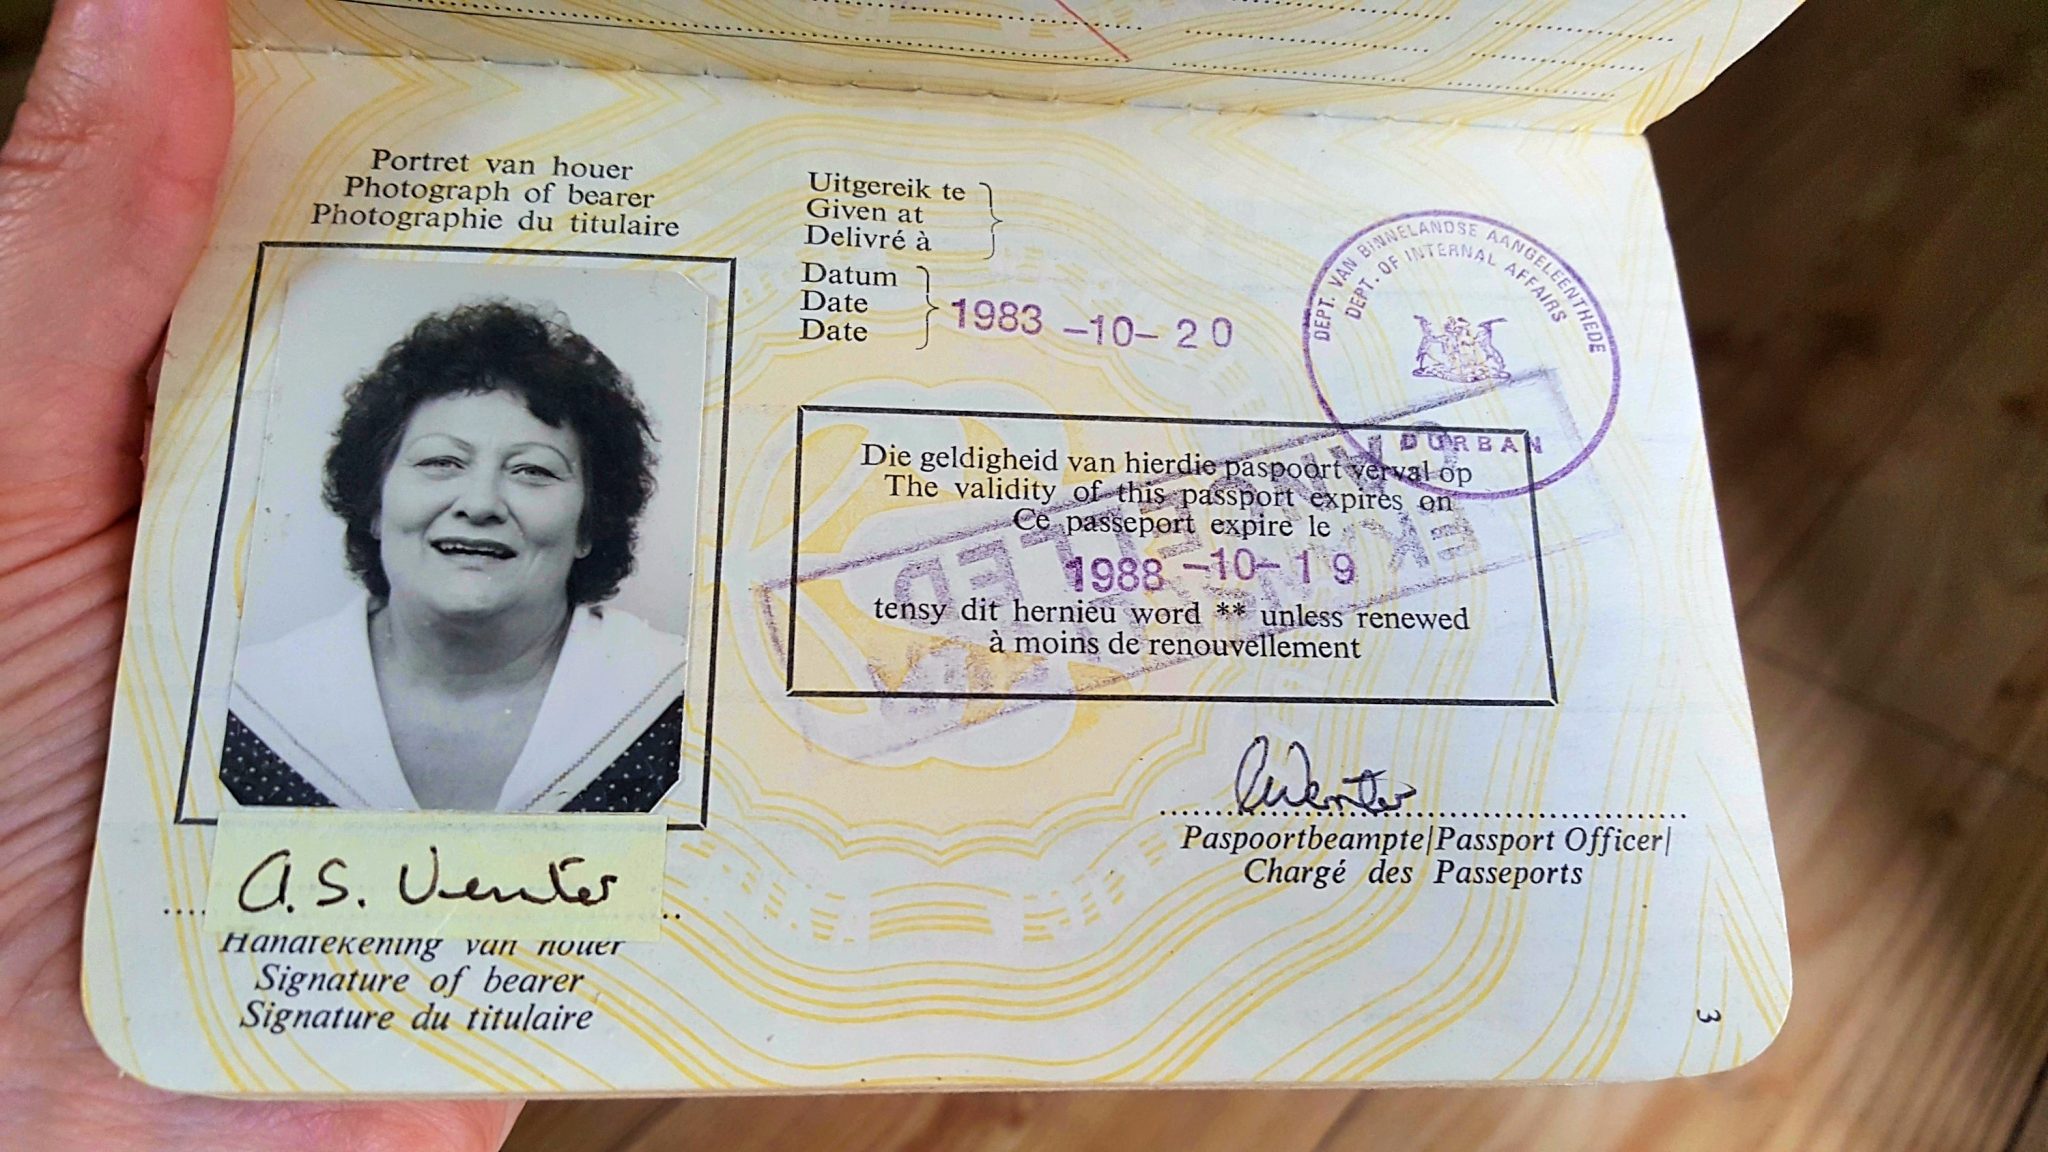 Portret van houer
Photograph of bearer
Photographie du titulaire
Uitgereik te
Given at
Delivré à
Datum
Date
Date
1983 -10- 20
DEPT. VAN BINNELANDSE AANGELEENTHEDE
DEPT. OF INTERNAL AFFAIRS
DURBAN
Die geldigheid van hierdie paspoort verval op
The validity of this passport expires on
Ce passeport expire le
1988 -10- 19
tensy dit hernieu word ** unless renewed
à moins de renouvellement
CANCELLED
Venter
Paspoortbeampte|Passport Officer|
Chargé des Passeports
A. S. Venter
Handtekening van houer
Signature of bearer
Signature du titulaire
3